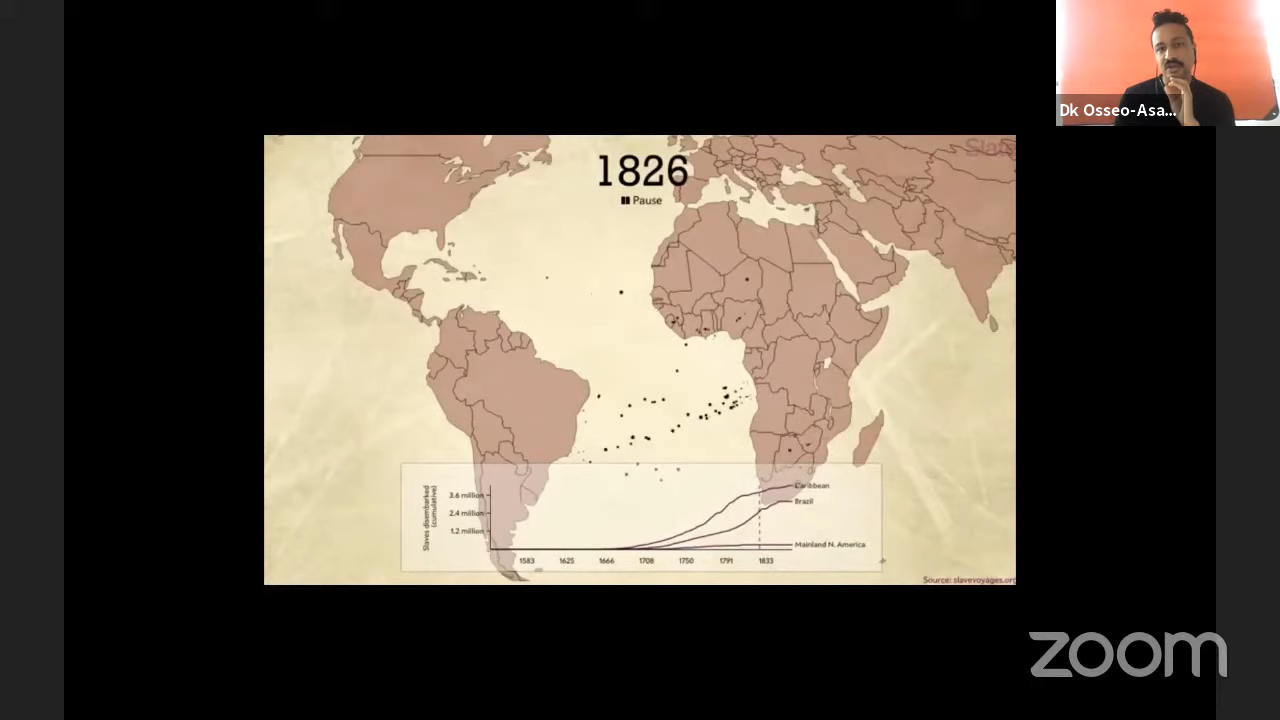 Dk Osseo-Asa...
1826
Pause
Slav
Slaves disembarked
(cumulative)
3.6 million
2.4 million
1.2 million
Caribbean
Brazil
Mainland N. America
1583 1625 1666 1708 1750 1791 1833
Source: slavevoyages.org
zoom